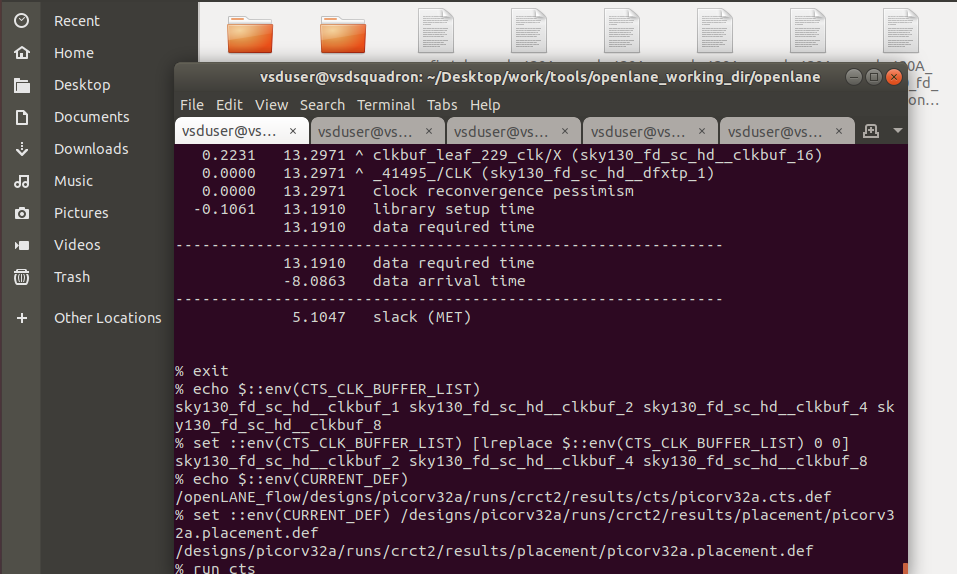 Recent
Home
Desktop
Documents
Downloads
Music
Pictures
Videos
Trash
Other Locations
vsduser@vsdsquadron: ~/Desktop/work/tools/openlane_working_dir/openlane
File Edit View Search Terminal Tabs Help
vsduser@vs... vsduser@vs... vsduser@vs... vsduser@vs... vsduser@vs...
0.2231 13.2971 ^ clkbuf_leaf_229_clk/X (sky130_fd_sc_hd__clkbuf_16)
0.0000 13.2971 ^ _41495_/CLK (sky130_fd_sc_hd__dfxtp_1)
0.0000 13.2971 clock reconvergence pessimism
-0.1061 13.1910 library setup time
13.1910 data required time
-------------------------------------------------------------
13.1910 data required time
-8.0863 data arrival time
-------------------------------------------------------------
5.1047 slack (MET)
% exit
% echo $::env(CTS_CLK_BUFFER_LIST)
sky130_fd_sc_hd__clkbuf_1 sky130_fd_sc_hd__clkbuf_2 sky130_fd_sc_hd__clkbuf_4 sk
y130_fd_sc_hd__clkbuf_8
% set ::env(CTS_CLK_BUFFER_LIST) [lreplace $::env(CTS_CLK_BUFFER_LIST) 0 0]
sky130_fd_sc_hd__clkbuf_2 sky130_fd_sc_hd__clkbuf_4 sky130_fd_sc_hd__clkbuf_8
% echo $::env(CURRENT_DEF)
/openLANE_flow/designs/picorv32a/runs/crct2/results/cts/picorv32a.cts.def
% set ::env(CURRENT_DEF) /designs/picorv32a/runs/crct2/results/placement/picorv3
2a.placement.def
/designs/picorv32a/runs/crct2/results/placement/picorv32a.placement.def
% run_cts